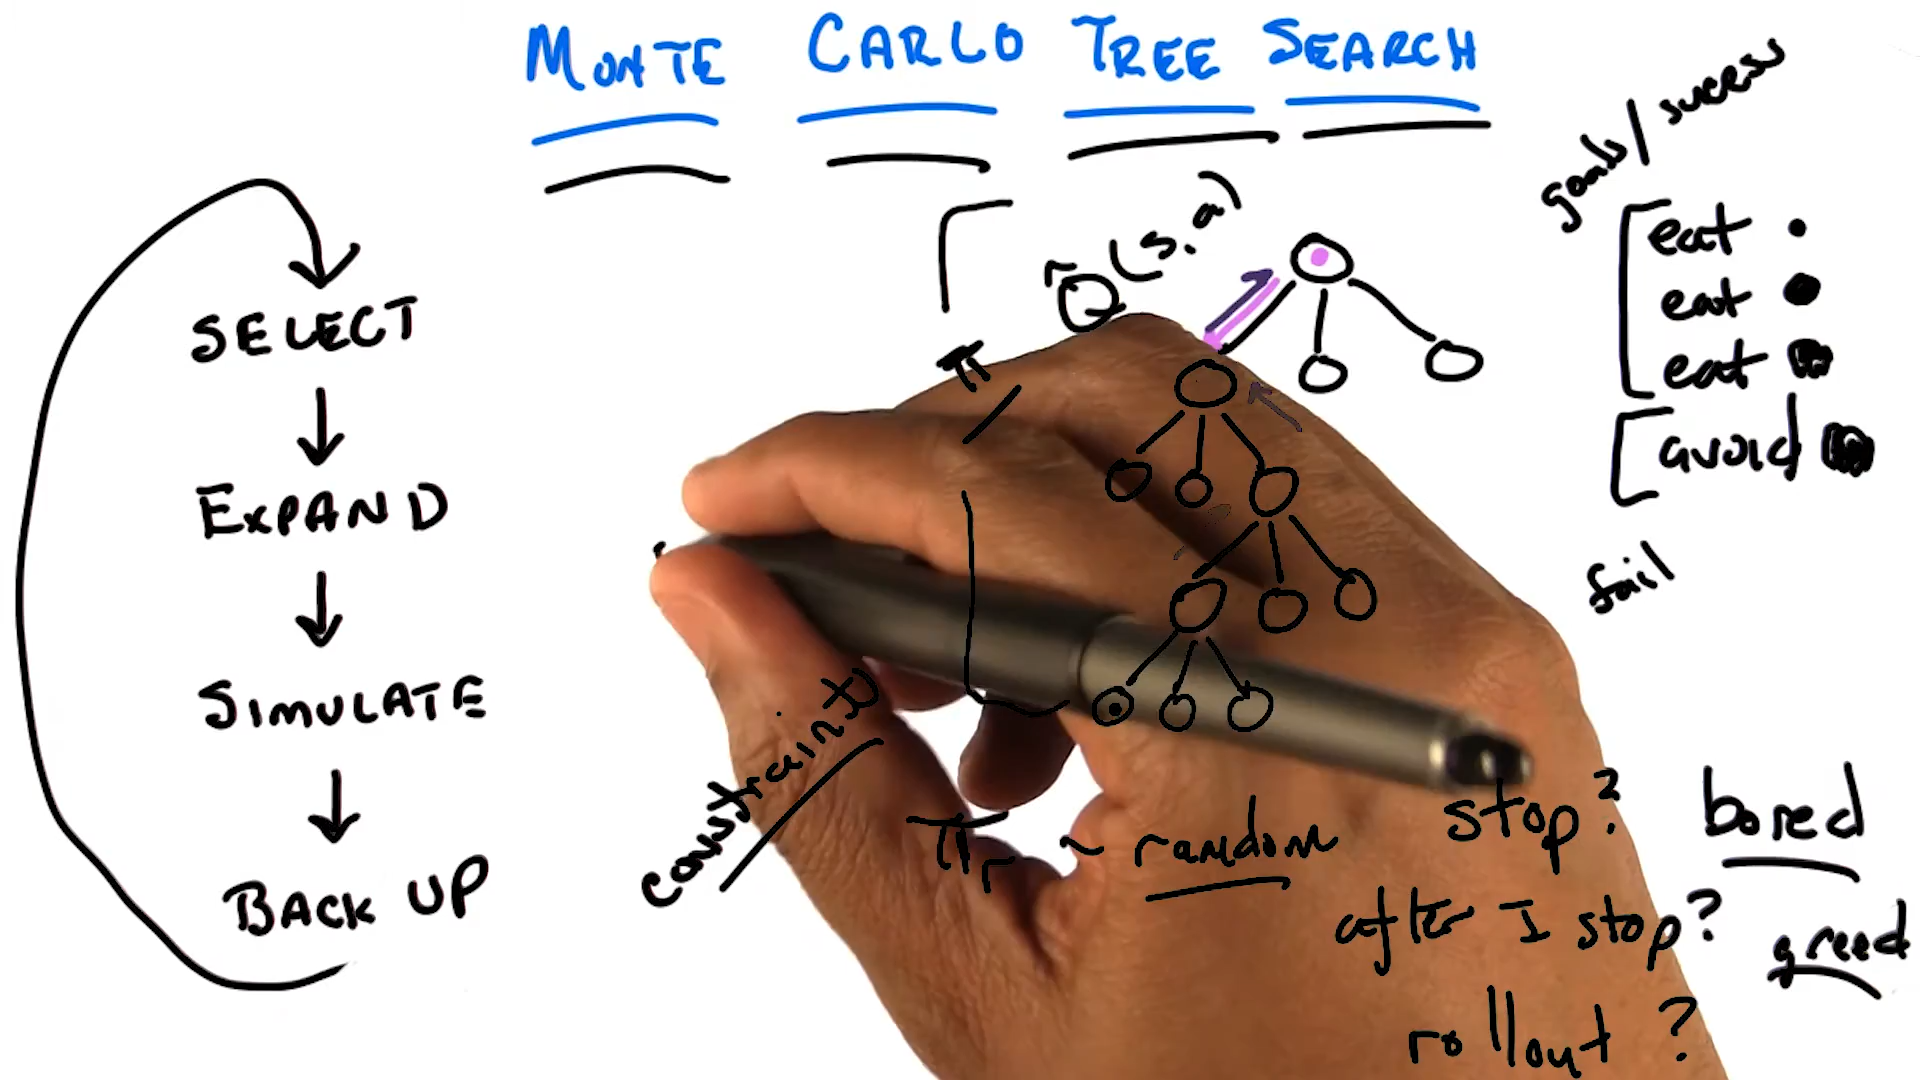 MONTE CARLO TREE SEARCH
SELECT
EXPAND
SIMULATE
BACK UP
Q̂(s,a)
π
constraints
πr ~ random
goals/success
eat
eat
eat
avoid
fail
stop?
after I stop?
rollout?
bored
greed